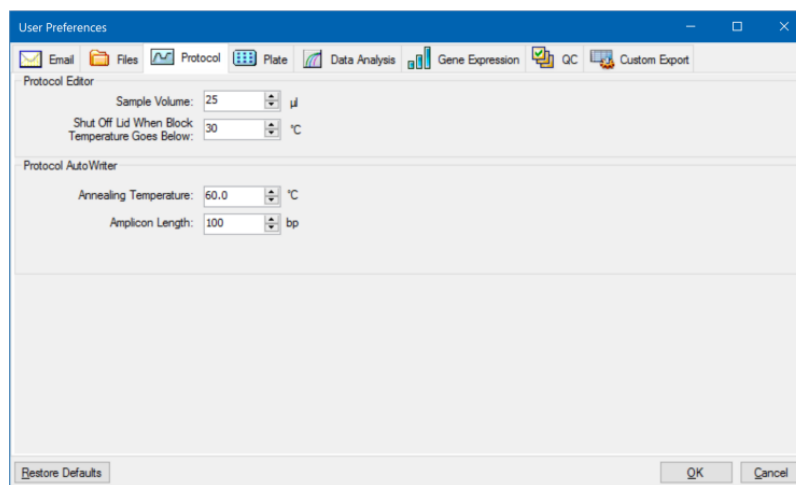 User Preferences
Email Files Protocol Plate Data Analysis Gene Expression QC Custom Export
Protocol Editor
Sample Volume: 25 µl
Shut Off Lid When Block
Temperature Goes Below: 30 °C
Protocol AutoWriter
Annealing Temperature: 60.0 °C
Amplicon Length: 100 bp
Restore Defaults OK Cancel